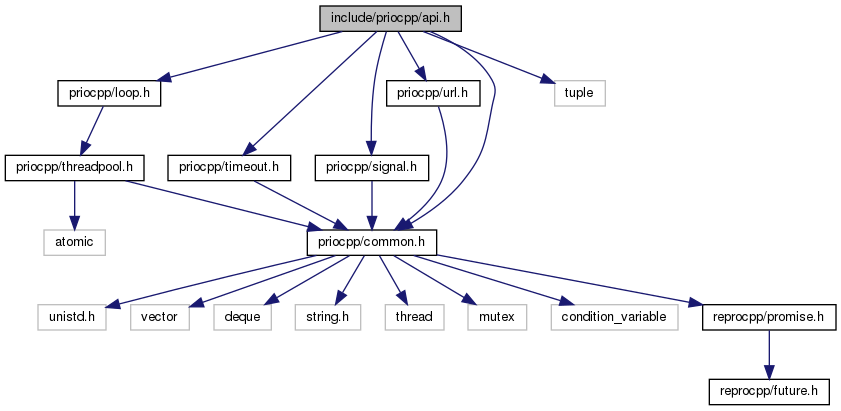 include/priocpp/api.h
priocpp/loop.h
priocpp/url.h
tuple
priocpp/threadpool.h
priocpp/timeout.h
priocpp/signal.h
atomic
priocpp/common.h
unistd.h
vector
deque
string.h
thread
mutex
condition_variable
reprocpp/promise.h
reprocpp/future.h